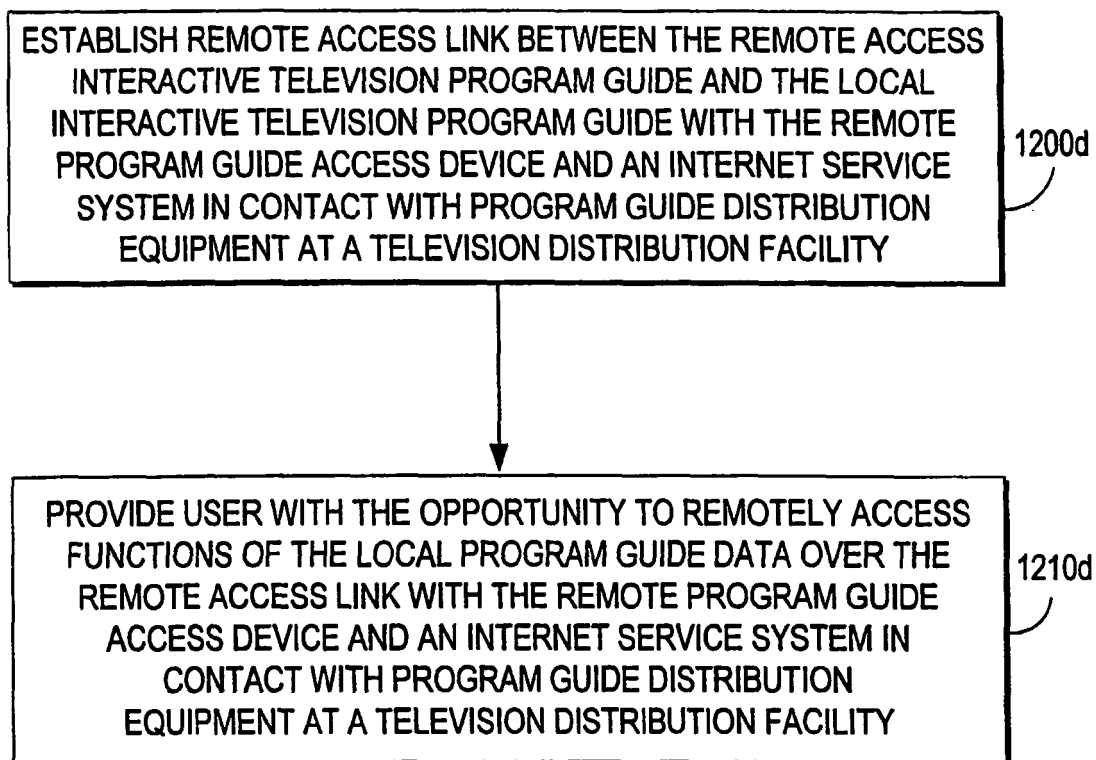 ESTABLISH REMOTE ACCESS LINK BETWEEN THE REMOTE ACCESS
INTERACTIVE TELEVISION PROGRAM GUIDE AND THE LOCAL
INTERACTIVE TELEVISION PROGRAM GUIDE WITH THE REMOTE
PROGRAM GUIDE ACCESS DEVICE AND AN INTERNET SERVICE
SYSTEM IN CONTACT WITH PROGRAM GUIDE DISTRIBUTION
EQUIPMENT AT A TELEVISION DISTRIBUTION FACILITY
1200d
PROVIDE USER WITH THE OPPORTUNITY TO REMOTELY ACCESS
FUNCTIONS OF THE LOCAL PROGRAM GUIDE DATA OVER THE
REMOTE ACCESS LINK WITH THE REMOTE PROGRAM GUIDE
ACCESS DEVICE AND AN INTERNET SERVICE SYSTEM IN
CONTACT WITH PROGRAM GUIDE DISTRIBUTION
EQUIPMENT AT A TELEVISION DISTRIBUTION FACILITY
1210d